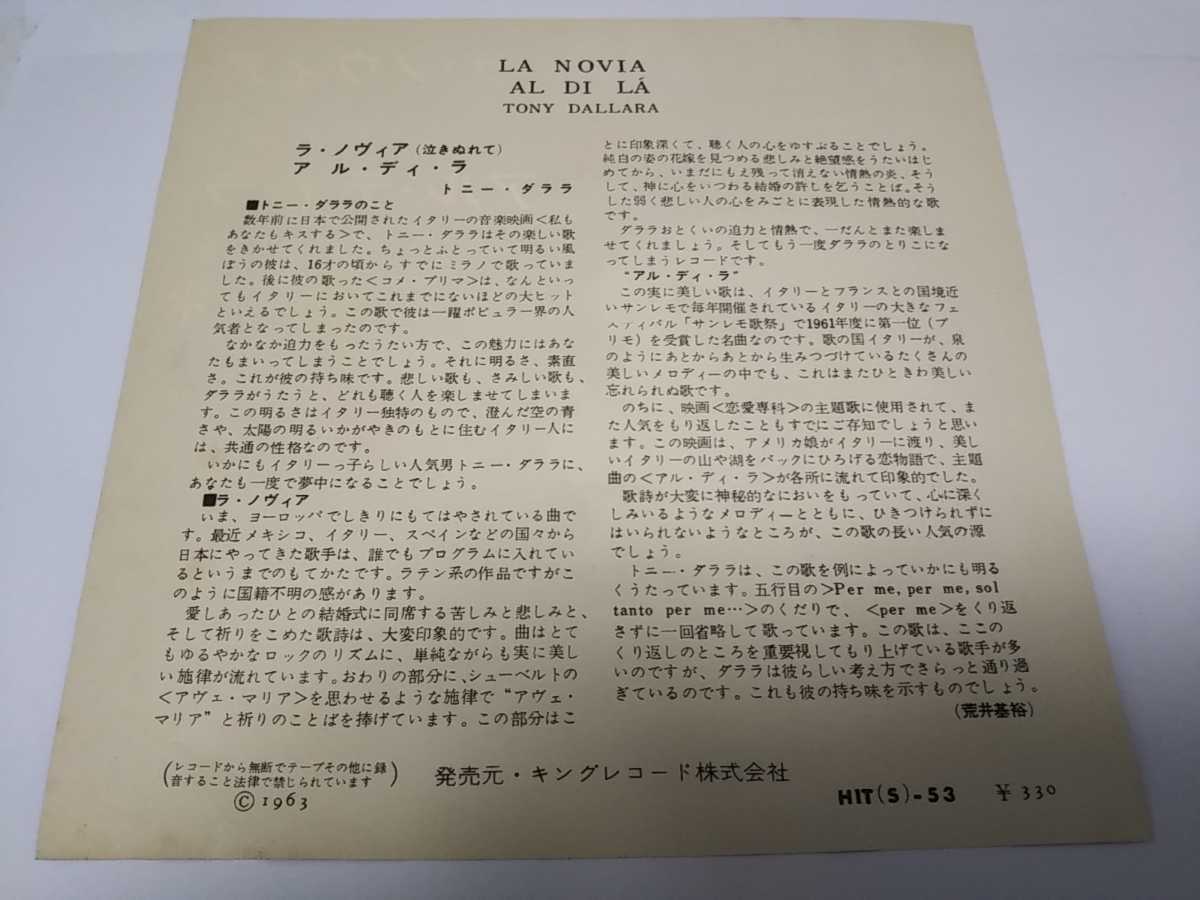 LA NOVIA
AL DI LÁ
TONY DALLARA
ラ・ノヴィア(泣きぬれて)
アル・ディ・ラ
トニー・ダララ
■トニー・ダララのこと
数年前に日本で公開されたイタリーの音楽映画<私も
あなたもキスする>で、トニー・ダララはその楽しい歌
をきかせてくれました。ちょっとふとっていて明るい風
ぼうの彼は、16才の頃からすでにミラノで歌っていま
した。後に彼の歌った<コメ・プリマ>は、なんといっ
てもイタリーにおいてこれまでにないほどの大ヒット
といえるでしょう。この歌で彼は一躍ポピュラー界の人
気者となってしまったのです。
なかなか迫力をもったうたい方で、この魅力にはあな
たもまいってしまうことでしょう。それに明るさ、素直
さ。これが彼の持ち味です。悲しい歌も、さみしい歌も、
ダララがうたうと、どれも聴く人を楽しませてしまいま
す。この明るさはイタリー独特のもので、澄んだ空の青
さや、太陽の明るいかがやきのもとに住むイタリー人に
は、共通の性格なのです。
いかにもイタリーっ子らしい人気男トニー・ダララに、
あなたも一度で夢中になることでしょう。
■ラ・ノヴィア
いま、ヨーロッパでしきりにもてはやされている曲で
す。最近メキシコ、イタリー、スペインなどの国々から
日本にやってきた歌手は、誰でもプログラムに入れてい
るというまでのもてかたです。ラテン系の作品ですがこ
のように国籍不明の感があります。
愛しあったひとの結婚式に同席する苦しみと悲しみと、
そして祈りをこめた歌詩は、大変印象的です。曲はとて
もゆるやかなロックのリズムに、単純ながらも実に美し
い施律が流れています。おわりの部分に、シューベルトの
<アヴェ・マリア>を思わせるような施律で“アヴェ・
マリア”と祈りのことばを捧げています。この部分はこ
とに印象深くて、聴く人の心をゆすぶることでしょう。
純白の姿の花嫁を見つめる悲しみと絶望感をうたいはじ
めてから、いまだにもえ残って消えない情熱の炎、そう
して、神に心をいつわる結婚の許しを乞うことば。そう
した弱く悲しい人の心をみごとに表現した情熱的な歌
です。
ダララおとくいの迫力と情熱で、一だんとまた楽しま
せてくれましょう。そしてもう一度ダララのとりこにな
ってしまうレコードです。
“アル・ディ・ラ”
この実に美しい歌は、イタリーとフランスとの国境近
いサンレモで毎年開催されているイタリーの大きなフェ
スティバル「サンレモ歌祭」で1961年度に第一位(プ
リモ)を受賞した名曲なのです。歌の国イタリーが、泉
のようにあとからあとから生みつづけているたくさんの
美しいメロディーの中でも、これはまたひときわ美しい
忘れられぬ歌です。
のちに、映画<恋愛専科>の主題歌に使用されて、ま
た人気をもり返したこともすでにご存知でしょうと思い
ます。この映画は、アメリカ娘がイタリーに渡り、美し
いイタリーの山や湖をバックにひろげる恋物語で、主題
曲の<アル・ディ・ラ>が各所に流れて印象的でした。
歌詩が大変に神秘的なにおいをもっていて、心に深く
しみいるようなメロディーとともに、ひきつけられずに
はいられないようなところが、この歌の長い人気の源
でしょう。
トニー・ダララは、この歌を例によっていかにも明る
くうたっています。五行目の>Per me, per me, sol
tanto per me…>のくだりで、<per me>をくり返
さずに一回省略して歌っています。この歌は、ここの
くり返しのところを重要視してもり上げている歌手が多
いのですが、ダララは彼らしい考え方でさらっと通り過
ぎているのです。これも彼の持ち味を示すものでしょう。
(荒井基裕)
(レコードから無断でテープその他に録
音すること法律で禁じられています)
発売元・キングレコード株式会社
© 1963
HIT(S)-53 ¥ 330